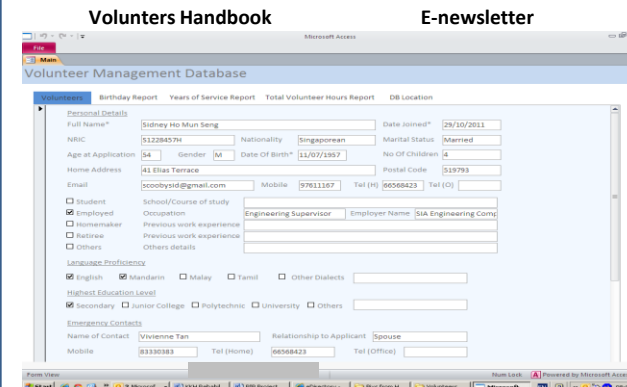 Volunters Handbook E-newsletter
Microsoft Access
File
Main
Volunteer Management Database
Volunteers Birthday Report Years of Service Report Total Volunteer Hours Report DB Location
Personal Details
Full Name* Sidney Ho Mun Seng Date Joined* 29/10/2011
NRIC S1228457H Nationality Singaporean Marital Status Married
Age at Application 54 Gender M Date Of Birth* 11/07/1957 No Of Children 4
Home Address 41 Elias Terrace Postal Code 519793
Email scoobysid@gmail.com Mobile 97611167 Tel (H) 66568423 Tel (O)
Student School/Course of study
Employed Occupation Engineering Supervisor Employer Name SIA Engineering Comp
Homemaker Previous work experience
Retiree Previous work experience
Others Others details
Language Proficiency
English Mandarin Malay Tamil Other Dialects
Highest Education Level
Secondary Junior College Polytechnic University Others
Emergency Contacts
Name of Contact Vivienne Tan Relationship to Applicant Spouse
Mobile 83330383 Tel (Home) 66568423 Tel (Office)
Form View Num Lock Powered by Microsoft Acces
Start